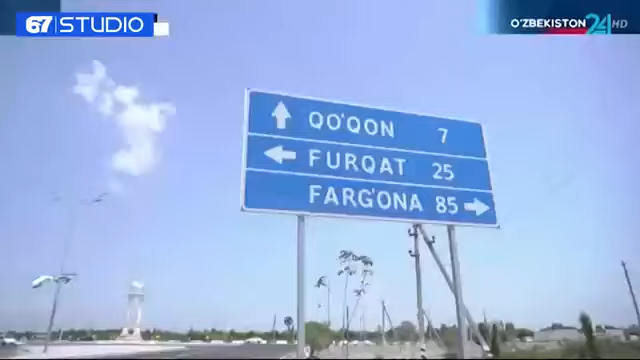 67 STUDIO
O'ZBEKISTON 24 HD
QO'QON 7
FURQAT 25
FARG'ONA 85